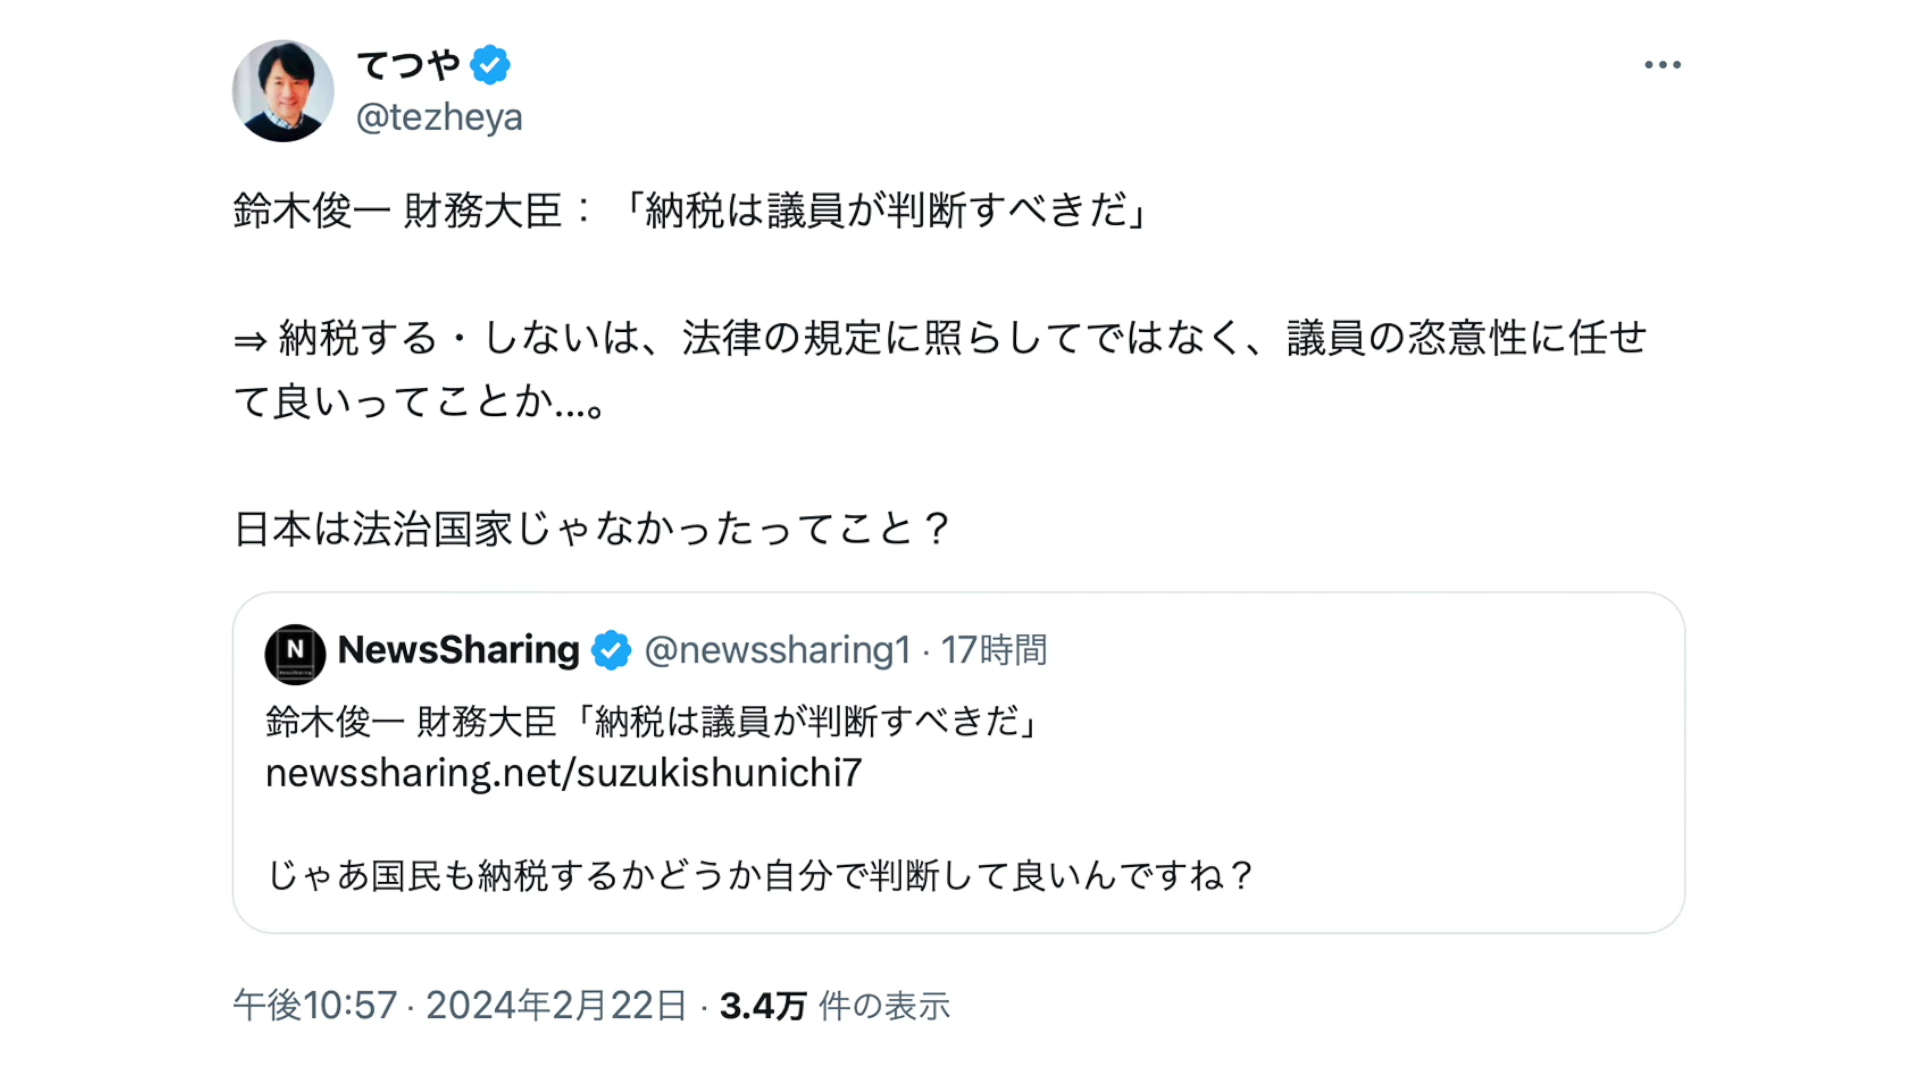 てつや
@tezheya
鈴木俊一 財務大臣：「納税は議員が判断すべきだ」
⇒ 納税する・しないは、法律の規定に照らしてではなく、議員の恣意性に任せ
て良いってことか...。
日本は法治国家じゃなかったってこと？
N
NewsSharing @newssharing1 · 17時間
鈴木俊一 財務大臣「納税は議員が判断すべきだ」
newssharing.net/suzukishunichi7
じゃあ国民も納税するかどうか自分で判断して良いんですね？
午後10:57 · 2024年2月22日 · 3.4万 件の表示